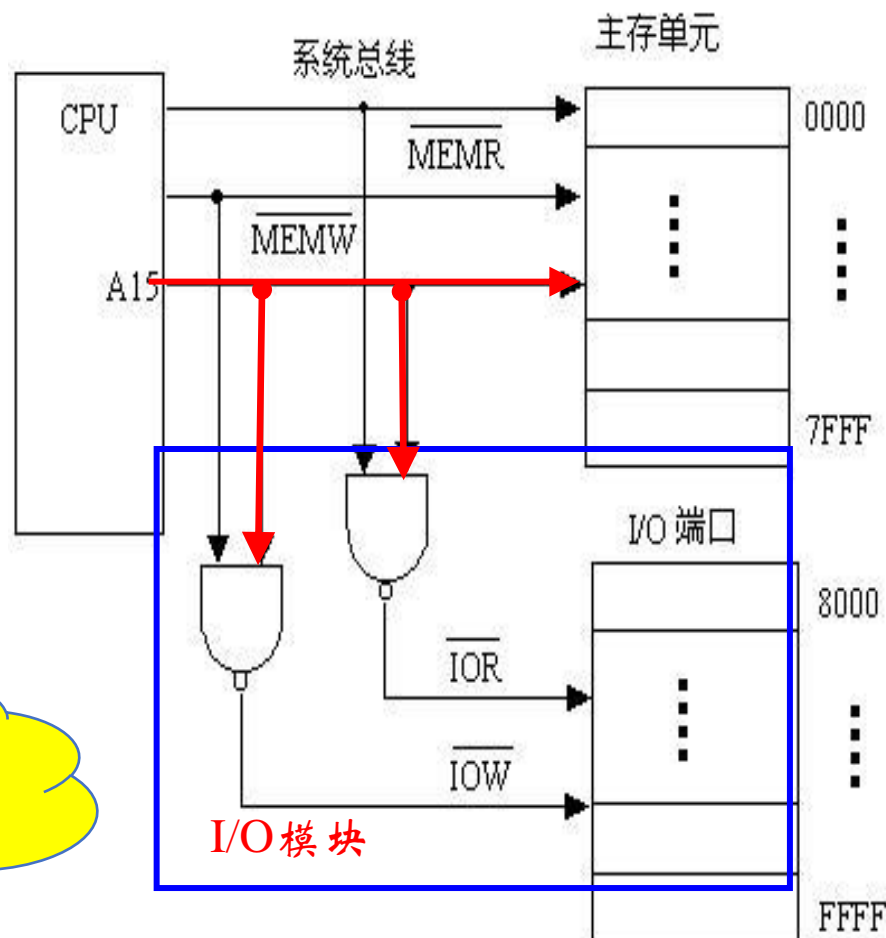 主存单元
系统总线
CPU
0000
MEMR
MEMW
A15
7FFF
I/O 端口
8000
IOR
IOW
I/O模块
FFFF